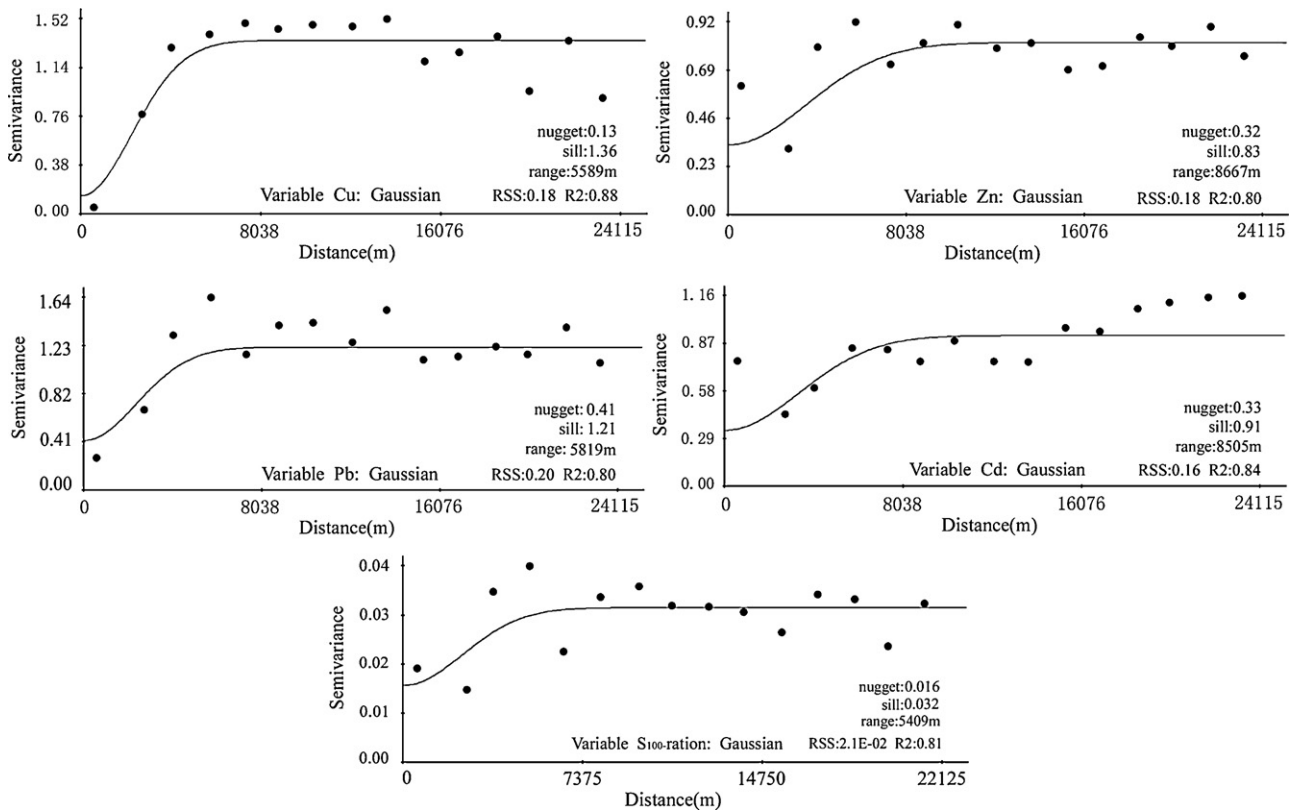 Semivariance
1.52
1.14
0.76
0.38
0.00
nugget:0.13
sill:1.36
range:5589m
Variable Cu: Gaussian RSS:0.18 R2:0.88
0 8038 16076 24115
Distance(m)
Semivariance
0.92
0.69
0.46
0.23
0.00
nugget:0.32
sill:0.83
range:8667m
Variable Zn: Gaussian RSS:0.18 R2:0.80
0 8038 16076 24115
Distance(m)
Semivariance
1.64
1.23
0.82
0.41
0.00
nugget: 0.41
sill: 1.21
range: 5819m
Variable Pb: Gaussian RSS:0.20 R2:0.80
0 8038 16076 24115
Distance(m)
Semivariance
1.16
0.87
0.58
0.29
0.00
nugget:0.33
sill:0.91
range:8505m
Variable Cd: Gaussian RSS:0.16 R2:0.84
0 8038 16076 24115
Distance(m)
Semivariance
0.04
0.03
0.02
0.01
0.00
nugget:0.016
sill:0.032
range:5409m
Variable S100-ration: Gaussian RSS:2.1E-02 R2:0.81
0 7375 14750 22125
Distance(m)